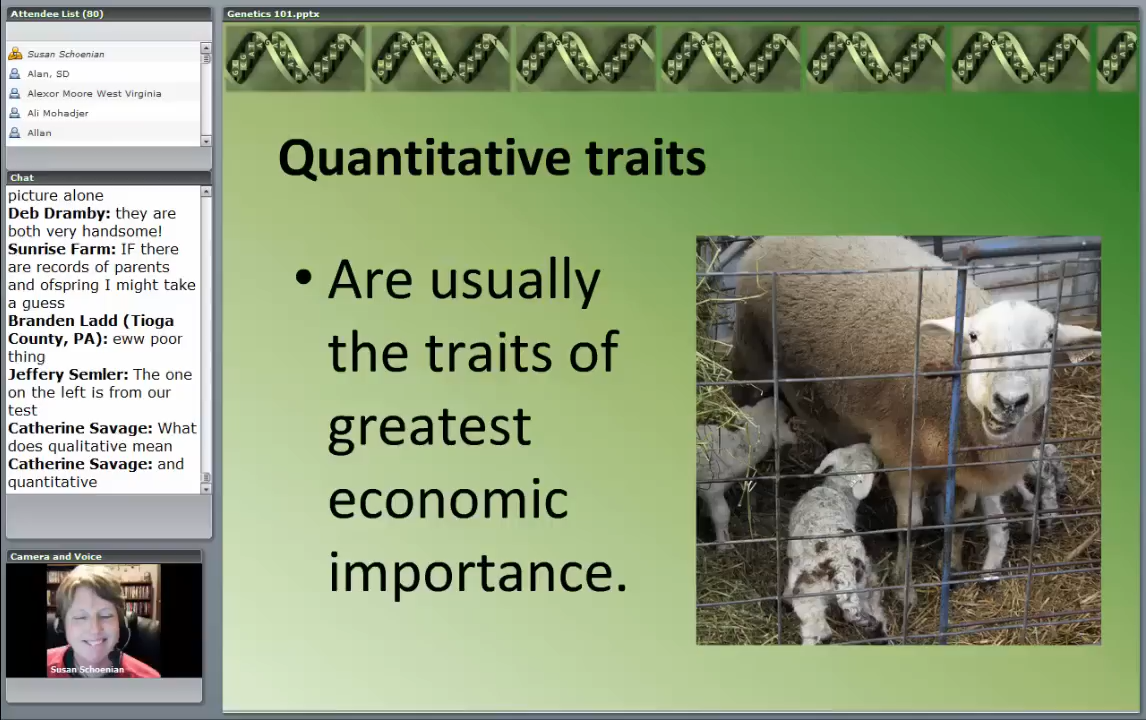 Attendee List (80)
Susan Schoenian
Alan, SD
Alexor Moore West Virginia
Ali Mohadjer
Allan
Chat
picture alone
Deb Dramby: they are
both very handsome!
Sunrise Farm: IF there
are records of parents
and ofspring I might take
a guess
Branden Ladd (Tioga
County, PA): eww poor
thing
Jeffery Semler: The one
on the left is from our
test
Catherine Savage: What
does qualitative mean
Catherine Savage: and
quantitative
Camera and Voice
Susan Schoenian
Genetics 101.pptx
Quantitative traits
• Are usually
the traits of
greatest
economic
importance.